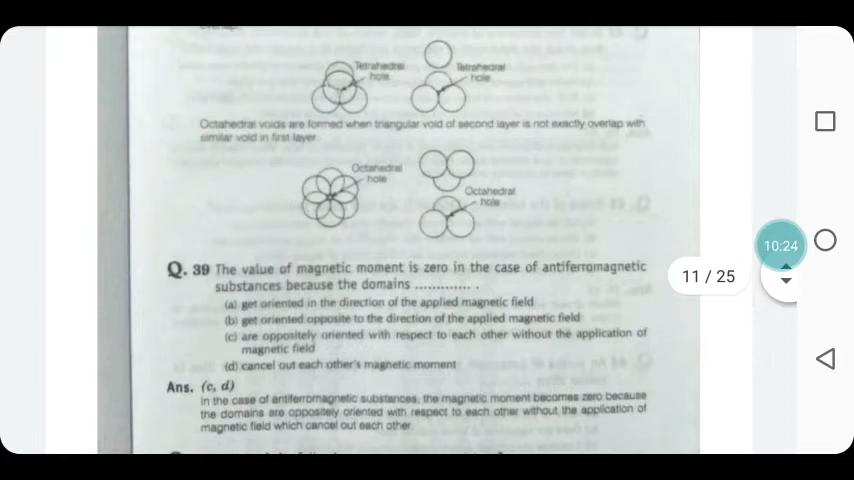 overlap.
Tetrahedral
hole
Tetrahedral
hole
Octahedral voids are formed when triangular void of second layer is not exactly overlap with
similar void in first layer.
Octahedral
hole
Octahedral
hole
Q. 39 The value of magnetic moment is zero in the case of antiferromagnetic
substances because the domains ............. .
(a) get oriented in the direction of the applied magnetic field
(b) get oriented opposite to the direction of the applied magnetic field
(c) are oppositely oriented with respect to each other without the application of
magnetic field
(d) cancel out each other's magnetic moment
Ans. (c, d)
In the case of antiferromagnetic substances, the magnetic moment becomes zero because
the domains are oppositely oriented with respect to each other without the application of
magnetic field which cancel out each other.
11 / 25
10:24